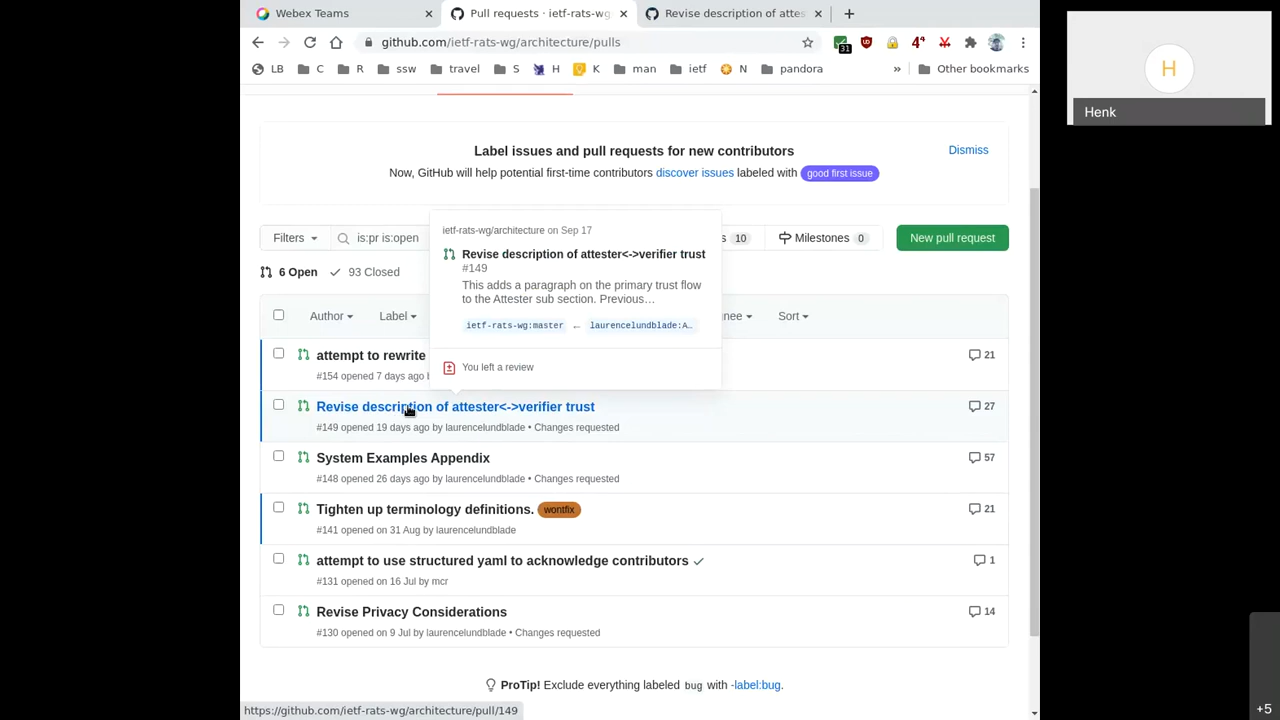 Webex Teams
Pull requests · ietf-rats-wg
Revise description of attes
github.com/ietf-rats-wg/architecture/pulls
31
LB
C
R
ssw
travel
S
H
K
man
ietf
N
pandora
»
Other bookmarks
H
Henk
Label issues and pull requests for new contributors
Dismiss
Now, GitHub will help potential first-time contributors discover issues labeled with good first issue
ietf-rats-wg/architecture on Sep 17
Revise description of attester<->verifier trust
#149
This adds a paragraph on the primary trust flow
to the Attester sub section. Previous…
ietf-rats-wg:master ← laurencelundblade:A…
You left a review
Filters
is:pr is:open
s 10
Milestones 0
New pull request
6 Open
93 Closed
Author
Label
nee
Sort
attempt to rewrite
21
#154 opened 7 days ago
Revise description of attester<->verifier trust
27
#149 opened 19 days ago by laurencelundblade • Changes requested
System Examples Appendix
57
#148 opened 26 days ago by laurencelundblade • Changes requested
Tighten up terminology definitions. wontfix
21
#141 opened on 31 Aug by laurencelundblade
attempt to use structured yaml to acknowledge contributors
1
#131 opened on 16 Jul by mcr
Revise Privacy Considerations
14
#130 opened on 9 Jul by laurencelundblade • Changes requested
ProTip! Exclude everything labeled bug with -label:bug.
https://github.com/ietf-rats-wg/architecture/pull/149
+5